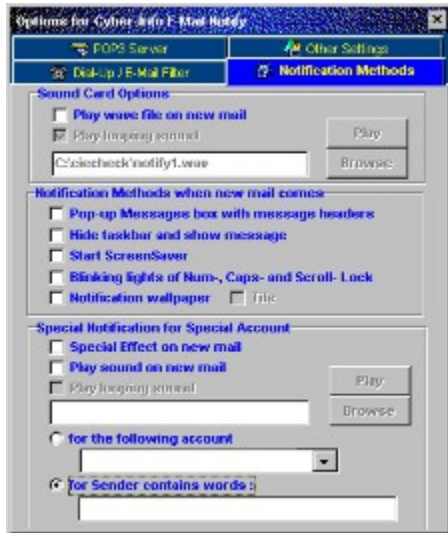 Options for Cyber-Info E-Mail Notify
POP3 Server
Other Settings
Dial-Up / E-Mail Filter
Notification Methods
Sound Card Options
Play wave file on new mail
Play looping sound
Play
C:\ciecheck\notify1.wav
Browse
Notification Methods when new mail comes
Pop-up Messages box with message headers
Hide taskbar and show message
Start ScreenSaver
Blinking lights of Num-, Caps- and Scroll- Lock
Notification wallpaper Tile
Special Notification for Special Account
Special Effect on new mail
Play sound on new mail
Play looping sound
Play
Browse
for the following account
for Sender contains words :